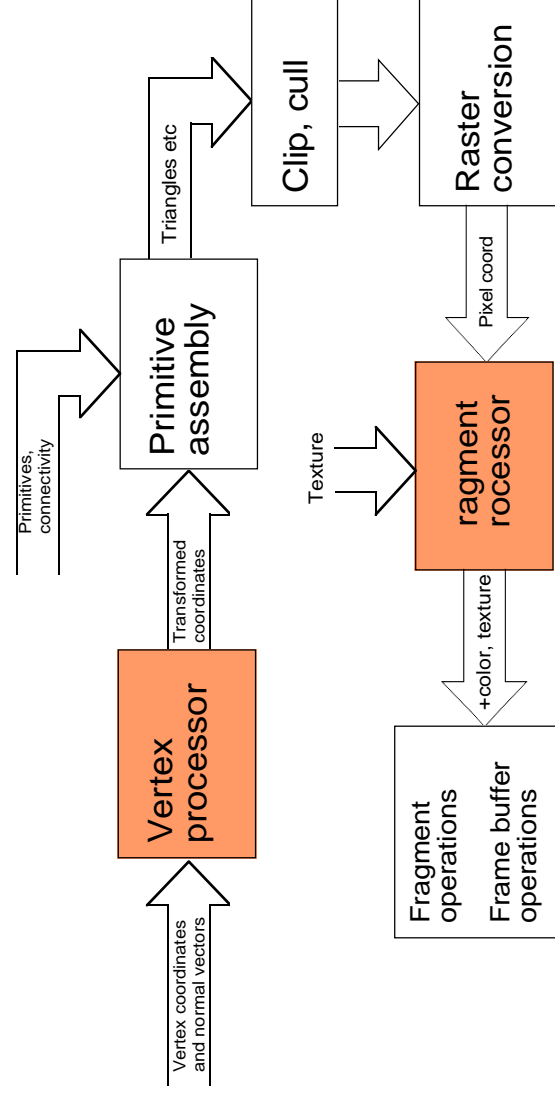 Vertex coordinates
and normal vectors
Vertex
processor
Transformed
coordinates
Primitives,
connectivity
Primitive
assembly
Triangles etc
Clip, cull
Raster
conversion
Pixel coord
Texture
ragment
rocessor
+color, texture
Fragment
operations
Frame buffer
operations